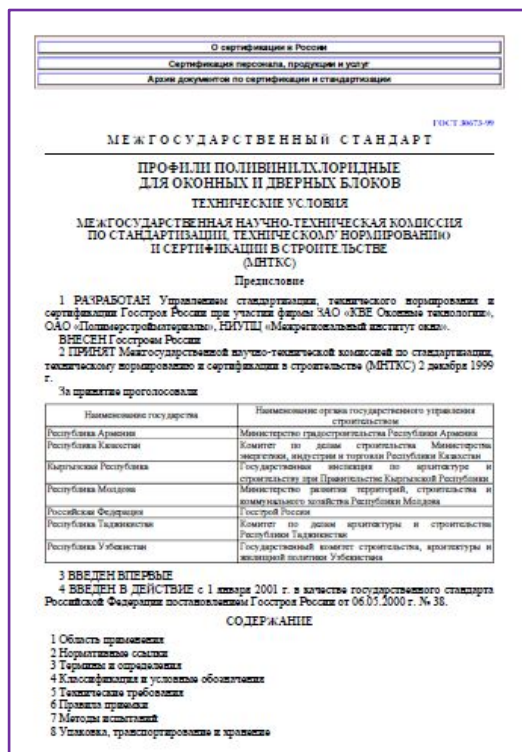 О сертификации в России
Сертификация персонала, продукции и услуг
Архив документов по сертификации и стандартизации
ГОСТ 30673-99
МЕЖГОСУДАРСТВЕННЫЙ СТАНДАРТ
ПРОФИЛИ ПОЛИВИНИЛХЛОРИДНЫЕ
ДЛЯ ОКОННЫХ И ДВЕРНЫХ БЛОКОВ
ТЕХНИЧЕСКИЕ УСЛОВИЯ
МЕЖГОСУДАРСТВЕННАЯ НАУЧНО-ТЕХНИЧЕСКАЯ КОМИССИЯ
ПО СТАНДАРТИЗАЦИИ, ТЕХНИЧЕСКОМУ НОРМИРОВАНИЮ
И СЕРТИФИКАЦИИ В СТРОИТЕЛЬСТВЕ
(МНТКС)
Предисловие
1 РАЗРАБОТАН Управлением стандартизации, технического нормирования и
сертификации Госстроя России при участии фирмы ЗАО «КВЕ Оконные технологии»,
ОАО «Полимерстройматериалы», НИУПЦ «Межрегиональный институт окна».
ВНЕСЕН Госстроем России
2 ПРИНЯТ Межгосударственной научно-технической комиссией по стандартизации,
техническому нормированию и сертификации в строительстве (МНТКС) 2 декабря 1999
г.
За принятие проголосовали
Наименование государства
Наименование органа государственного управления
строительством
Республика Армения
Министерство градостроительства Республики Армения
Республика Казахстан
Комитет по делам строительства Министерства
энергетики, индустрии и торговли Республики Казахстан
Кыргызская Республика
Государственная инспекция по архитектуре и
строительству при Правительстве Кыргызской Республики
Республика Молдова
Министерство развития территорий, строительства и
коммунального хозяйства Республики Молдова
Российская Федерация
Госстрой России
Республика Таджикистан
Комитет по делам архитектуры и строительства
Республики Таджикистан
Республика Узбекистан
Государственный комитет строительства, архитектуры и
жилищной политики Узбекистана
3 ВВЕДЕН ВПЕРВЫЕ
4 ВВЕДЕН В ДЕЙСТВИЕ с 1 января 2001 г. в качестве государственного стандарта
Российской Федерации постановлением Госстроя России от 06.05.2000 г. № 38.
СОДЕРЖАНИЕ
1 Область применения
2 Нормативные ссылки
3 Термины и определения
4 Классификация и условные обозначения
5 Технические требования
6 Правила приемки
7 Методы испытаний
8 Упаковка, транспортирование и хранение